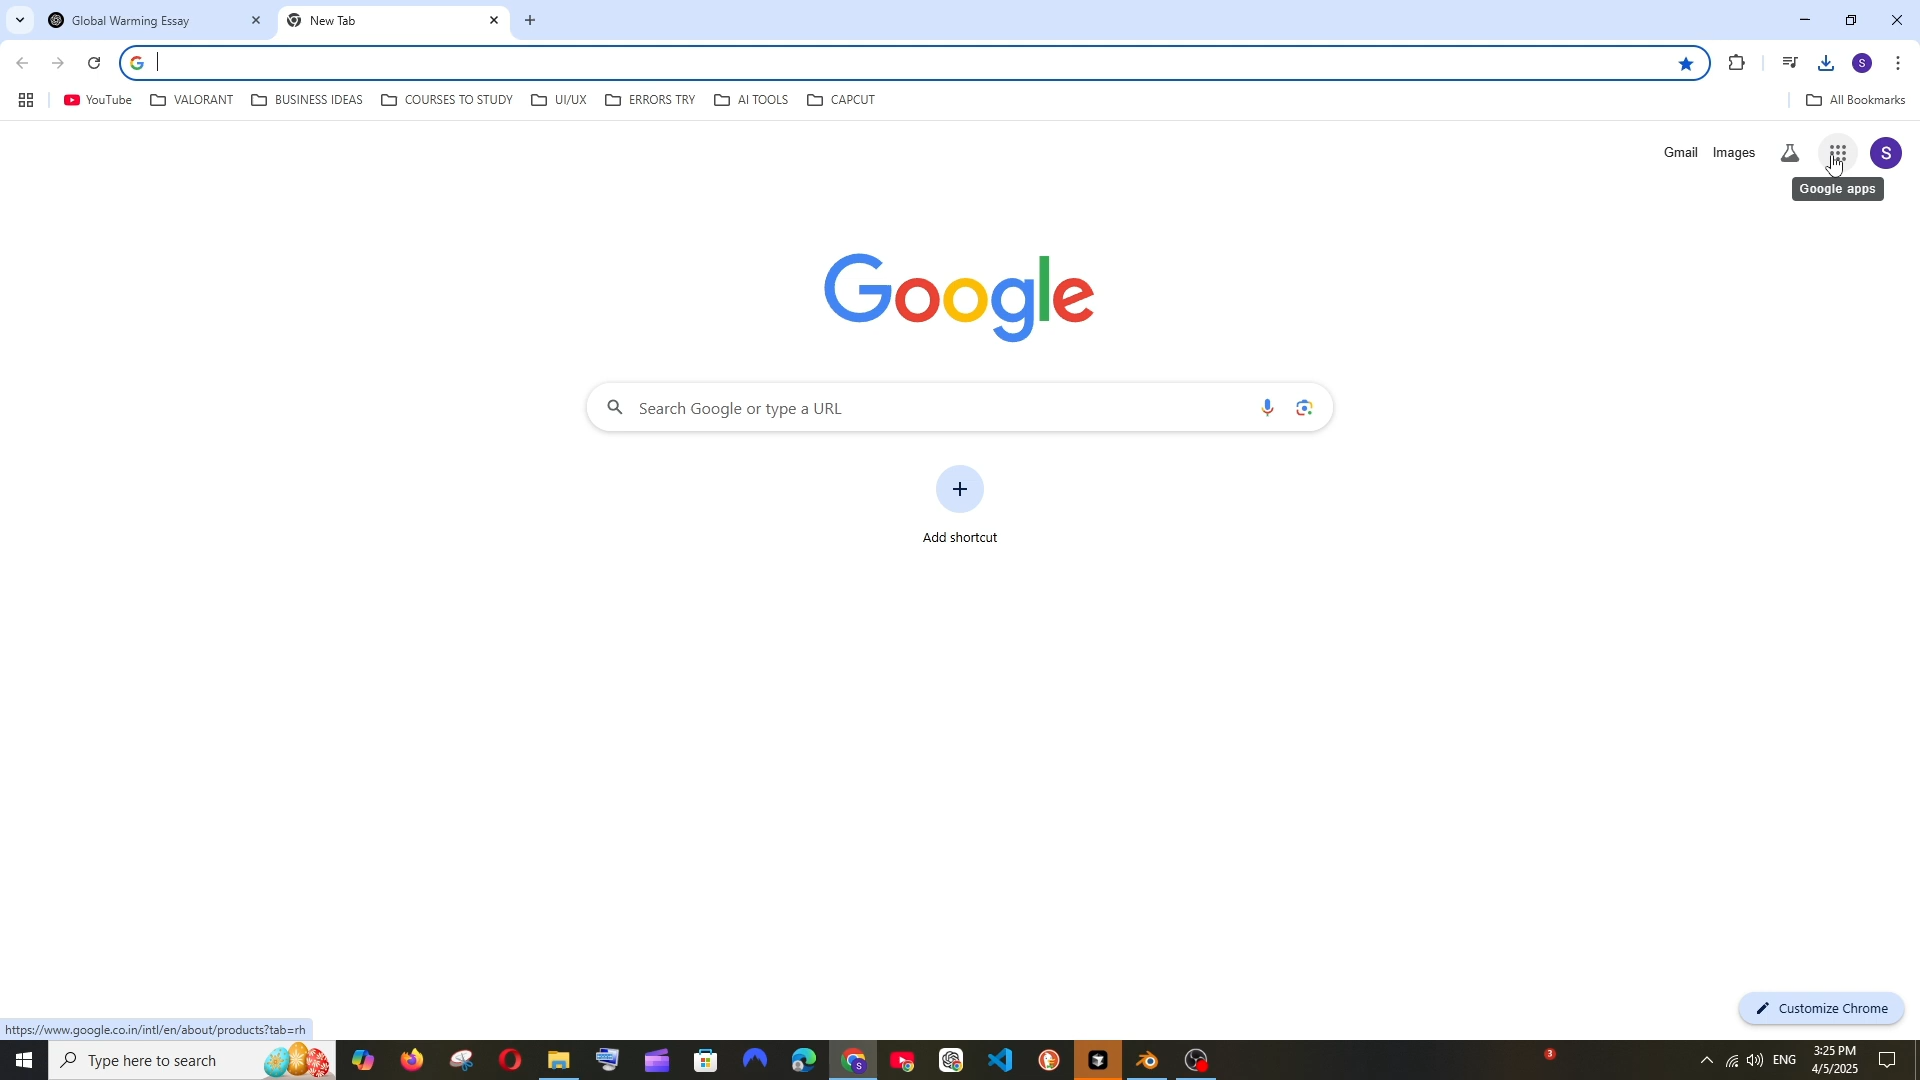 Global Warming Essay
New Tab
YouTube
VALORANT
BUSINESS IDEAS
COURSES TO STUDY
UI/UX
ERRORS TRY
AI TOOLS
CAPCUT
All Bookmarks
S
Gmail
Images
S
Google apps
Google
Search Google or type a URL
Add shortcut
Customize Chrome
https://www.google.co.in/intl/en/about/products?tab=rh
Type here to search
3
ENG
3:25 PM
4/5/2025